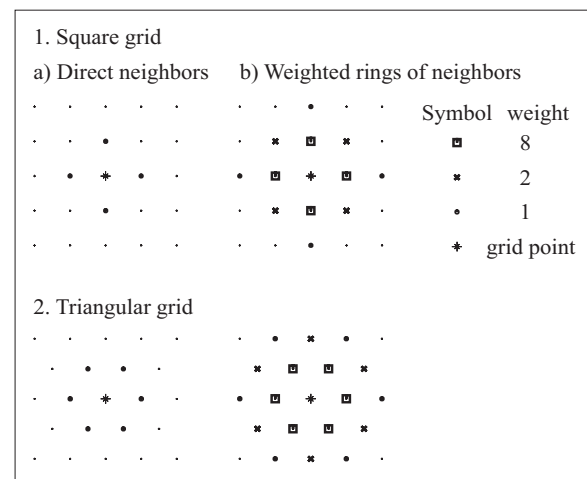 1. Square grid
a) Direct neighbors b) Weighted rings of neighbors
Symbol weight
8
2
1
grid point
2. Triangular grid